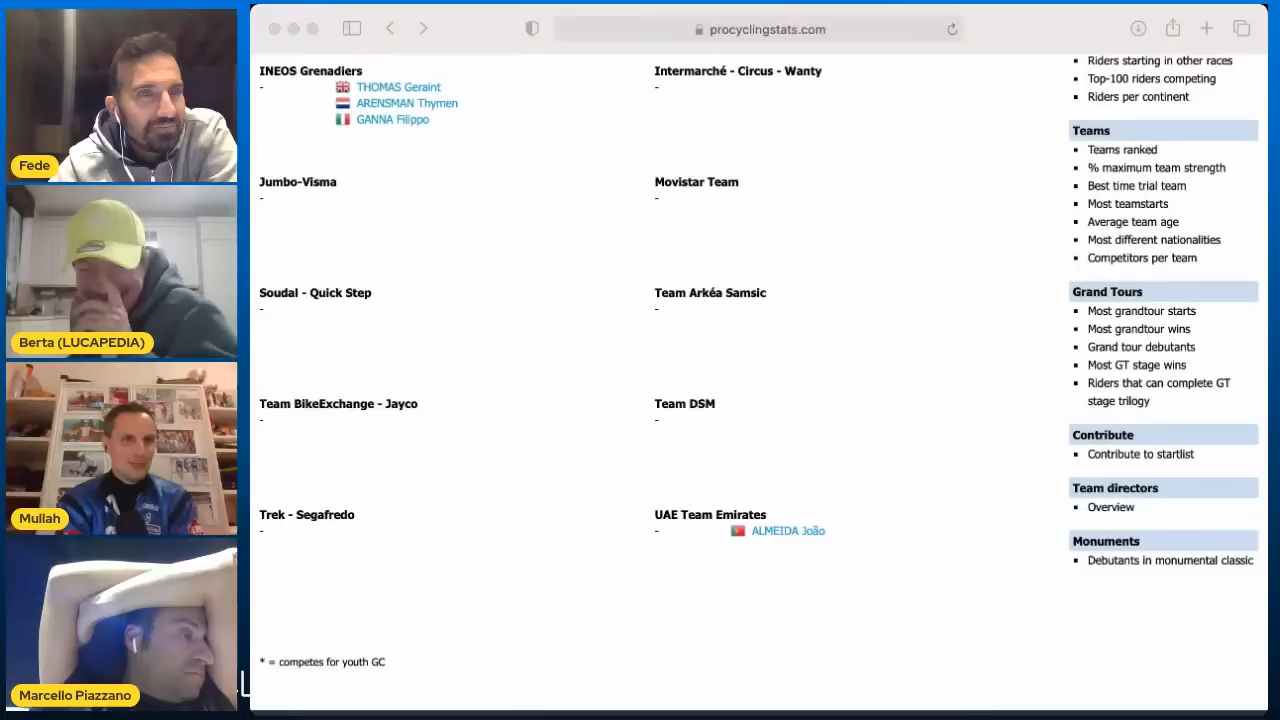 procyclingstats.com
INEOS Grenadiers
-
THOMAS Geraint
ARENSMAN Thymen
GANNA Filippo
Intermarché - Circus - Wanty
-
Jumbo-Visma
-
Movistar Team
-
Soudal - Quick Step
-
Team Arkéa Samsic
-
Team BikeExchange - Jayco
-
Team DSM
-
Trek - Segafredo
-
UAE Team Emirates
-
ALMEIDA João
* = competes for youth GC
Riders starting in other races
Top-100 riders competing
Riders per continent
Teams
Teams ranked
% maximum team strength
Best time trial team
Most teamstarts
Average team age
Most different nationalities
Competitors per team
Grand Tours
Most grandtour starts
Most grandtour wins
Grand tour debutants
Most GT stage wins
Riders that can complete GT
stage trilogy
Contribute
Contribute to startlist
Team directors
Overview
Monuments
Debutants in monumental classic
Fede
Berta (LUCAPEDIA)
Mullah
Marcello Piazzano